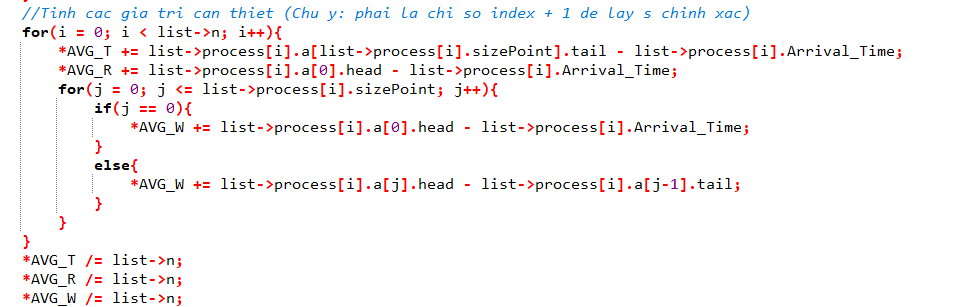 //Tinh cac gia tri can thiet (Chu y: phai la chi so index + 1 de lay s chinh xac)
for(i = 0; i < list->n; i++){
*AVG_T += list->process[i].a[list->process[i].sizePoint].tail - list->process[i].Arrival_Time;
*AVG_R += list->process[i].a[0].head - list->process[i].Arrival_Time;
for(j = 0; j <= list->process[i].sizePoint; j++){
if(j == 0){
*AVG_W += list->process[i].a[0].head - list->process[i].Arrival_Time;
}
else{
*AVG_W += list->process[i].a[j].head - list->process[i].a[j-1].tail;
}
}
}
*AVG_T /= list->n;
*AVG_R /= list->n;
*AVG_W /= list->n;